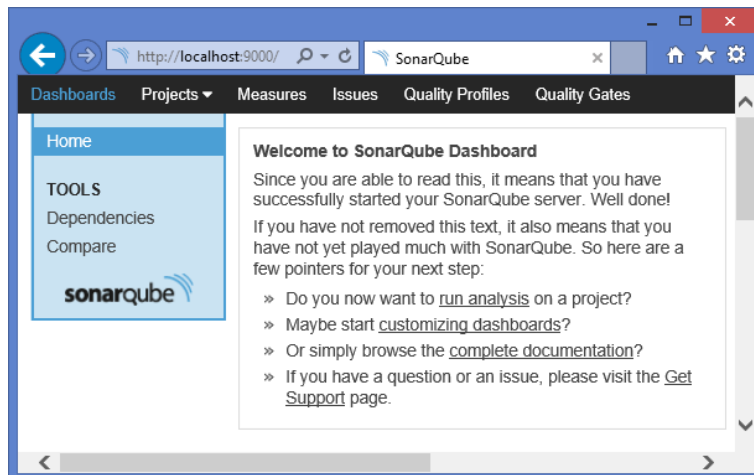 http://localhost:9000/
SonarQube
Dashboards Projects Measures Issues Quality Profiles Quality Gates
Home
TOOLS
Dependencies
Compare
sonarqube
Welcome to SonarQube Dashboard
Since you are able to read this, it means that you have
successfully started your SonarQube server. Well done!
If you have not removed this text, it also means that you
have not yet played much with SonarQube. So here are a
few pointers for your next step:
» Do you now want to run analysis on a project?
» Maybe start customizing dashboards?
» Or simply browse the complete documentation?
» If you have a question or an issue, please visit the Get
Support page.